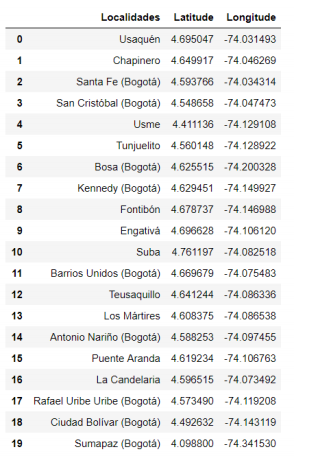 Localidades Latitude Longitude
0 Usaquén 4.695047 -74.031493
1 Chapinero 4.649917 -74.046269
2 Santa Fe (Bogotá) 4.593766 -74.034314
3 San Cristóbal (Bogotá) 4.548658 -74.047473
4 Usme 4.411136 -74.129108
5 Tunjuelito 4.560148 -74.128922
6 Bosa (Bogotá) 4.625515 -74.200328
7 Kennedy (Bogotá) 4.629451 -74.149927
8 Fontibón 4.678737 -74.146988
9 Engativá 4.696628 -74.106120
10 Suba 4.761197 -74.082518
11 Barrios Unidos (Bogotá) 4.669679 -74.075483
12 Teusaquillo 4.641244 -74.086336
13 Los Mártires 4.608375 -74.086538
14 Antonio Nariño (Bogotá) 4.588253 -74.097455
15 Puente Aranda 4.619234 -74.106763
16 La Candelaria 4.596515 -74.073492
17 Rafael Uribe Uribe (Bogotá) 4.573490 -74.119208
18 Ciudad Bolívar (Bogotá) 4.492632 -74.143119
19 Sumapaz (Bogotá) 4.098800 -74.341530